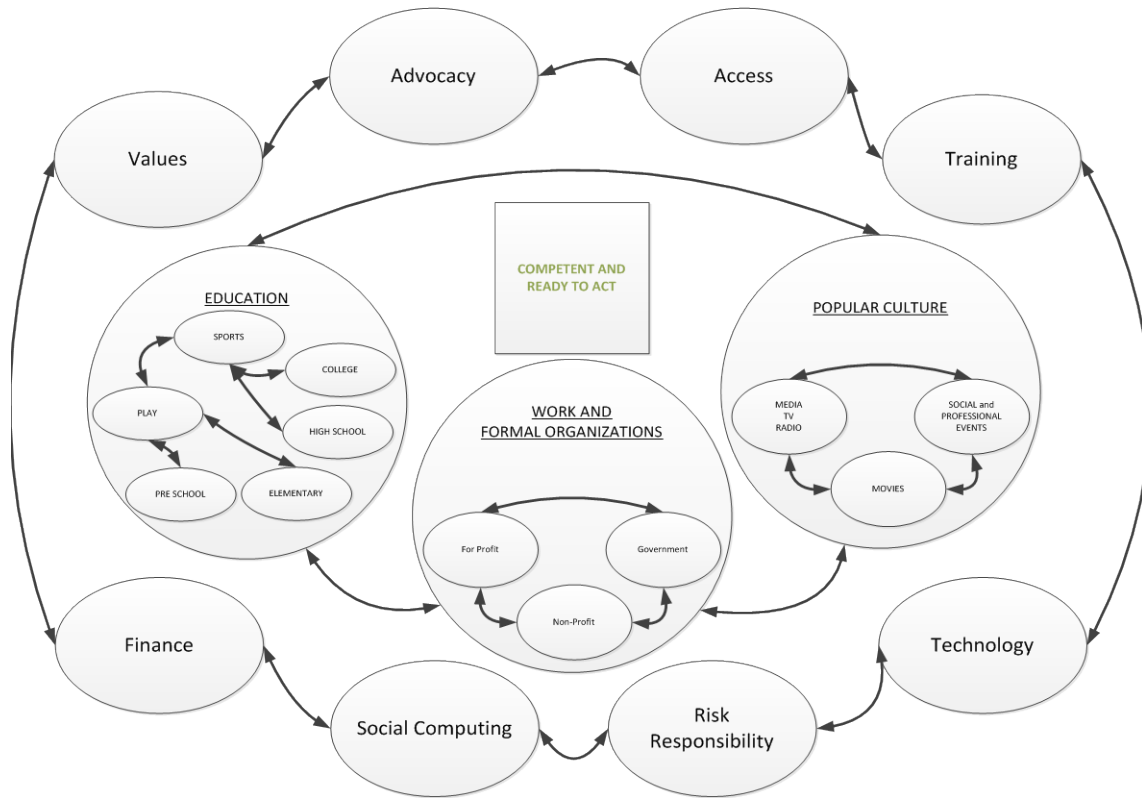 Advocacy
Access
Values
Training
COMPETENT AND
READY TO ACT
EDUCATION
SPORTS
COLLEGE
PLAY
HIGH SCHOOL
PRE SCHOOL
ELEMENTARY
WORK AND
FORMAL ORGANIZATIONS
For Profit
Government
Non-Profit
POPULAR CULTURE
MEDIA
TV
RADIO
SOCIAL and
PROFESSIONAL
EVENTS
MOVIES
Finance
Technology
Social Computing
Risk
Responsibility